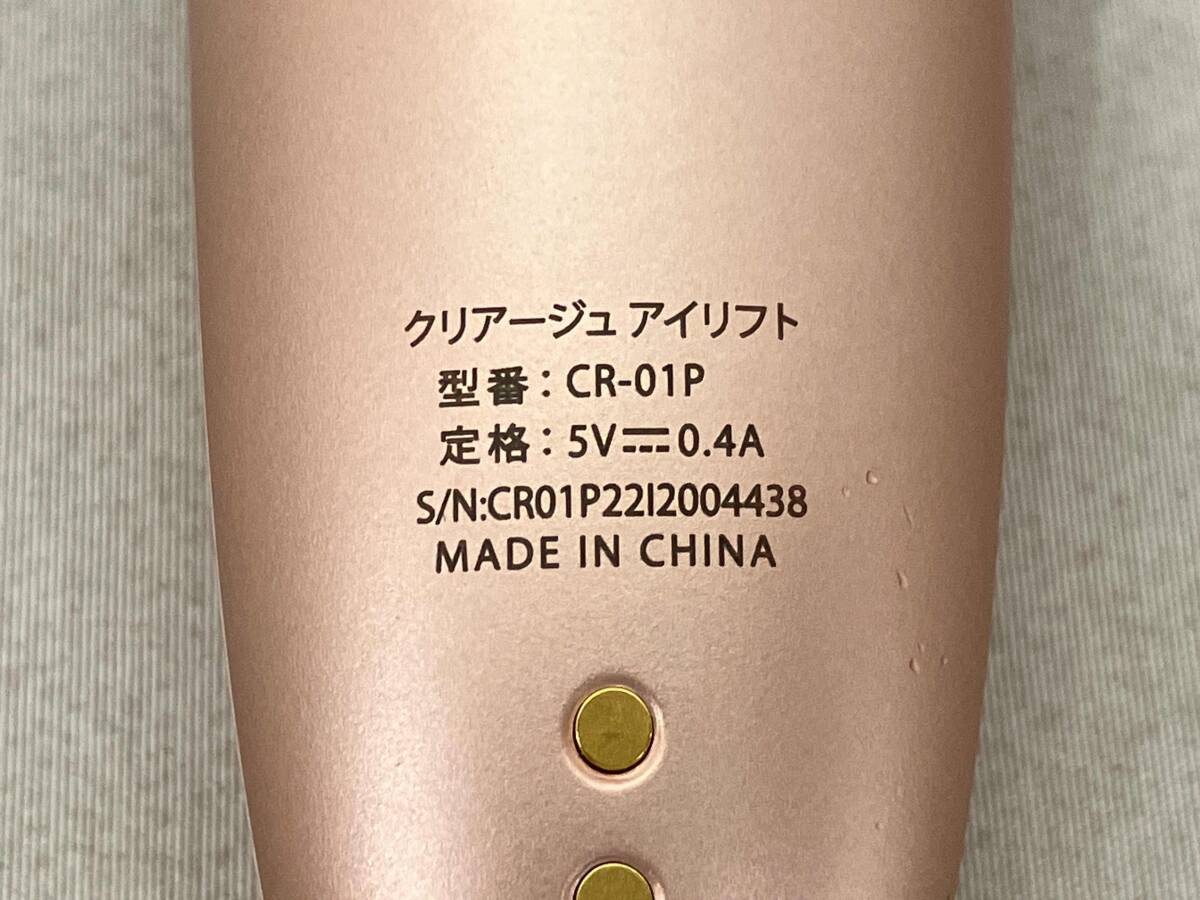 クリアージュ アイリフト
型番：CR-01P
定格：5V⎓0.4A
S/N:CR01P22I2004438
MADE IN CHINA